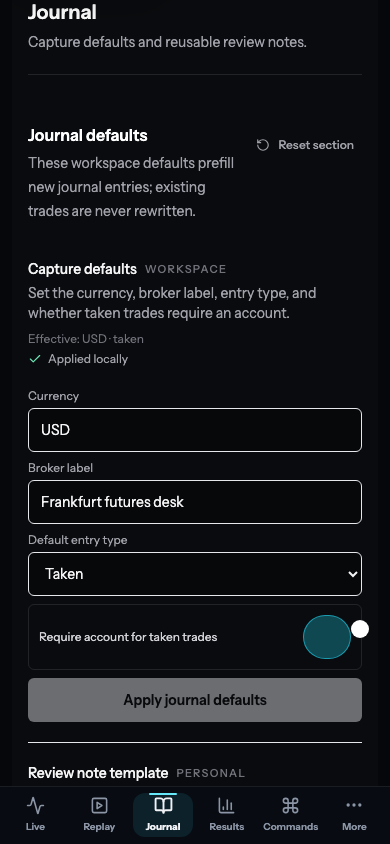 Journal
Capture defaults and reusable review notes.
Journal defaults
Reset section
These workspace defaults prefill
new journal entries; existing
trades are never rewritten.
Capture defaults WORKSPACE
Set the currency, broker label, entry type, and
whether taken trades require an account.
Effective: USD · taken
Applied locally
Currency
USD
Broker label
Frankfurt futures desk
Default entry type
Taken
Require account for taken trades
Apply journal defaults
Review note template PERSONAL
Live Replay Journal Results Commands More